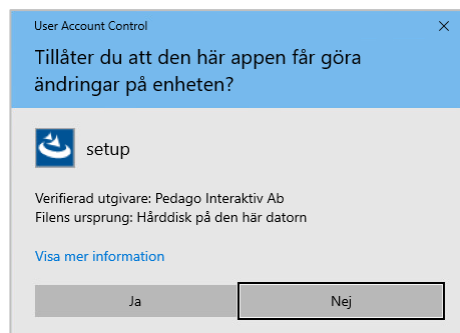 User Account Control
Tillåter du att den här appen får göra
ändringar på enheten?
setup
Verifierad utgivare: Pedago Interaktiv Ab
Filens ursprung: Hårddisk på den här datorn
Visa mer information
Ja
Nej